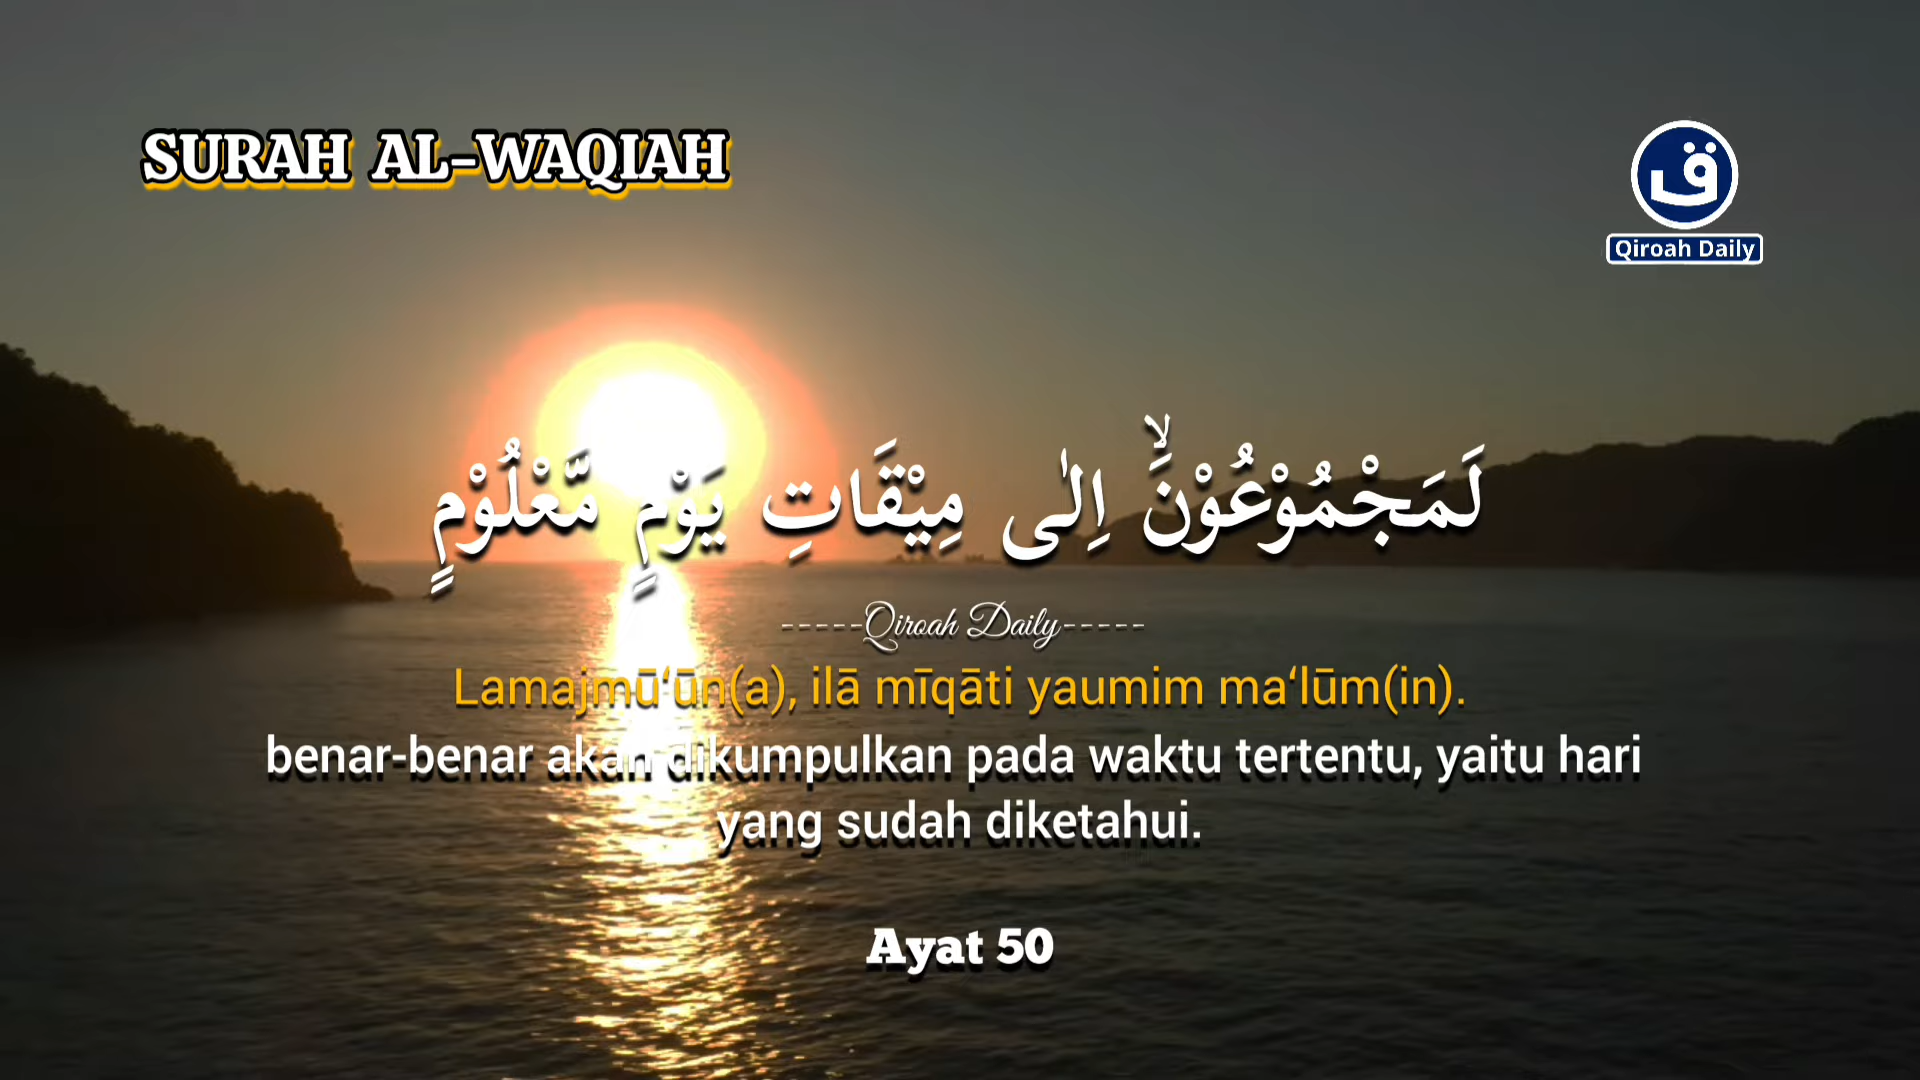 SURAH AL-WAQIAH
ق
Qiroah Daily
لَمَجْمُوْعُوْنَۙ اِلٰى مِيْقَاتِ يَوْمٍ مَّعْلُوْمٍ
-----Qiroah Daily-----
Lamajmū‘ūn(a), ilā mīqāti yaumim ma‘lūm(in).
benar-benar akan dikumpulkan pada waktu tertentu, yaitu hari
yang sudah diketahui.
Ayat 50